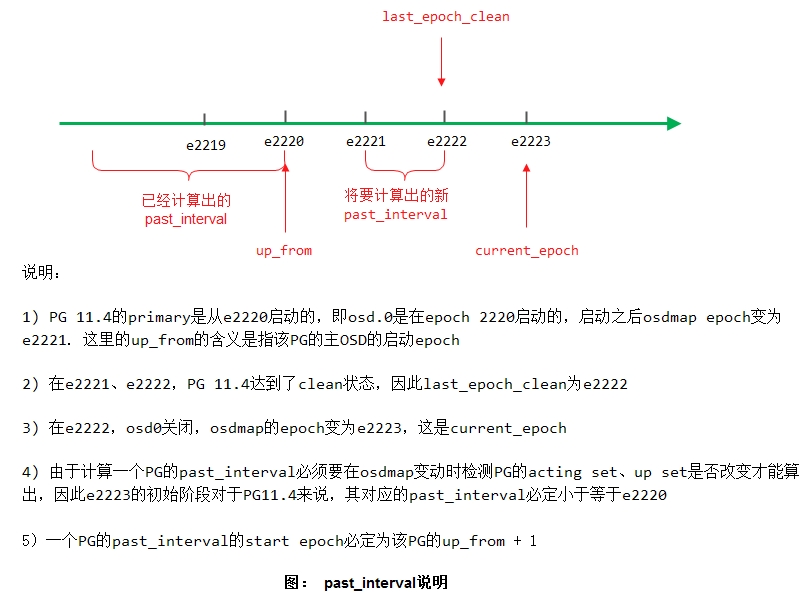 last_epoch_clean
e2219
e2220
e2221
e2222
e2223
已经计算出的
past_interval
将要计算出的新
past_interval
up_from
current_epoch
说明:
1) PG 11.4的primary是从e2220启动的, 即osd.0是在epoch 2220启动的, 启动之后osdmap epoch变为
e2221. 这里的up_from的含义是指该PG的主OSD的启动epoch
2) 在e2221、e2222, PG 11.4达到了clean状态, 因此last_epoch_clean为e2222
3) 在e2222, osd0关闭, osdmap的epoch变为e2223, 这是current_epoch
4) 由于计算一个PG的past_interval必须要在osdmap变动时检测PG的acting set、up set是否改变才能算
出, 因此e2223的初始阶段对于PG11.4来说, 其对应的past_interval必定小于等于e2220
5) 一个PG的past_interval的start epoch必定为该PG的up_from + 1
图: past_interval说明